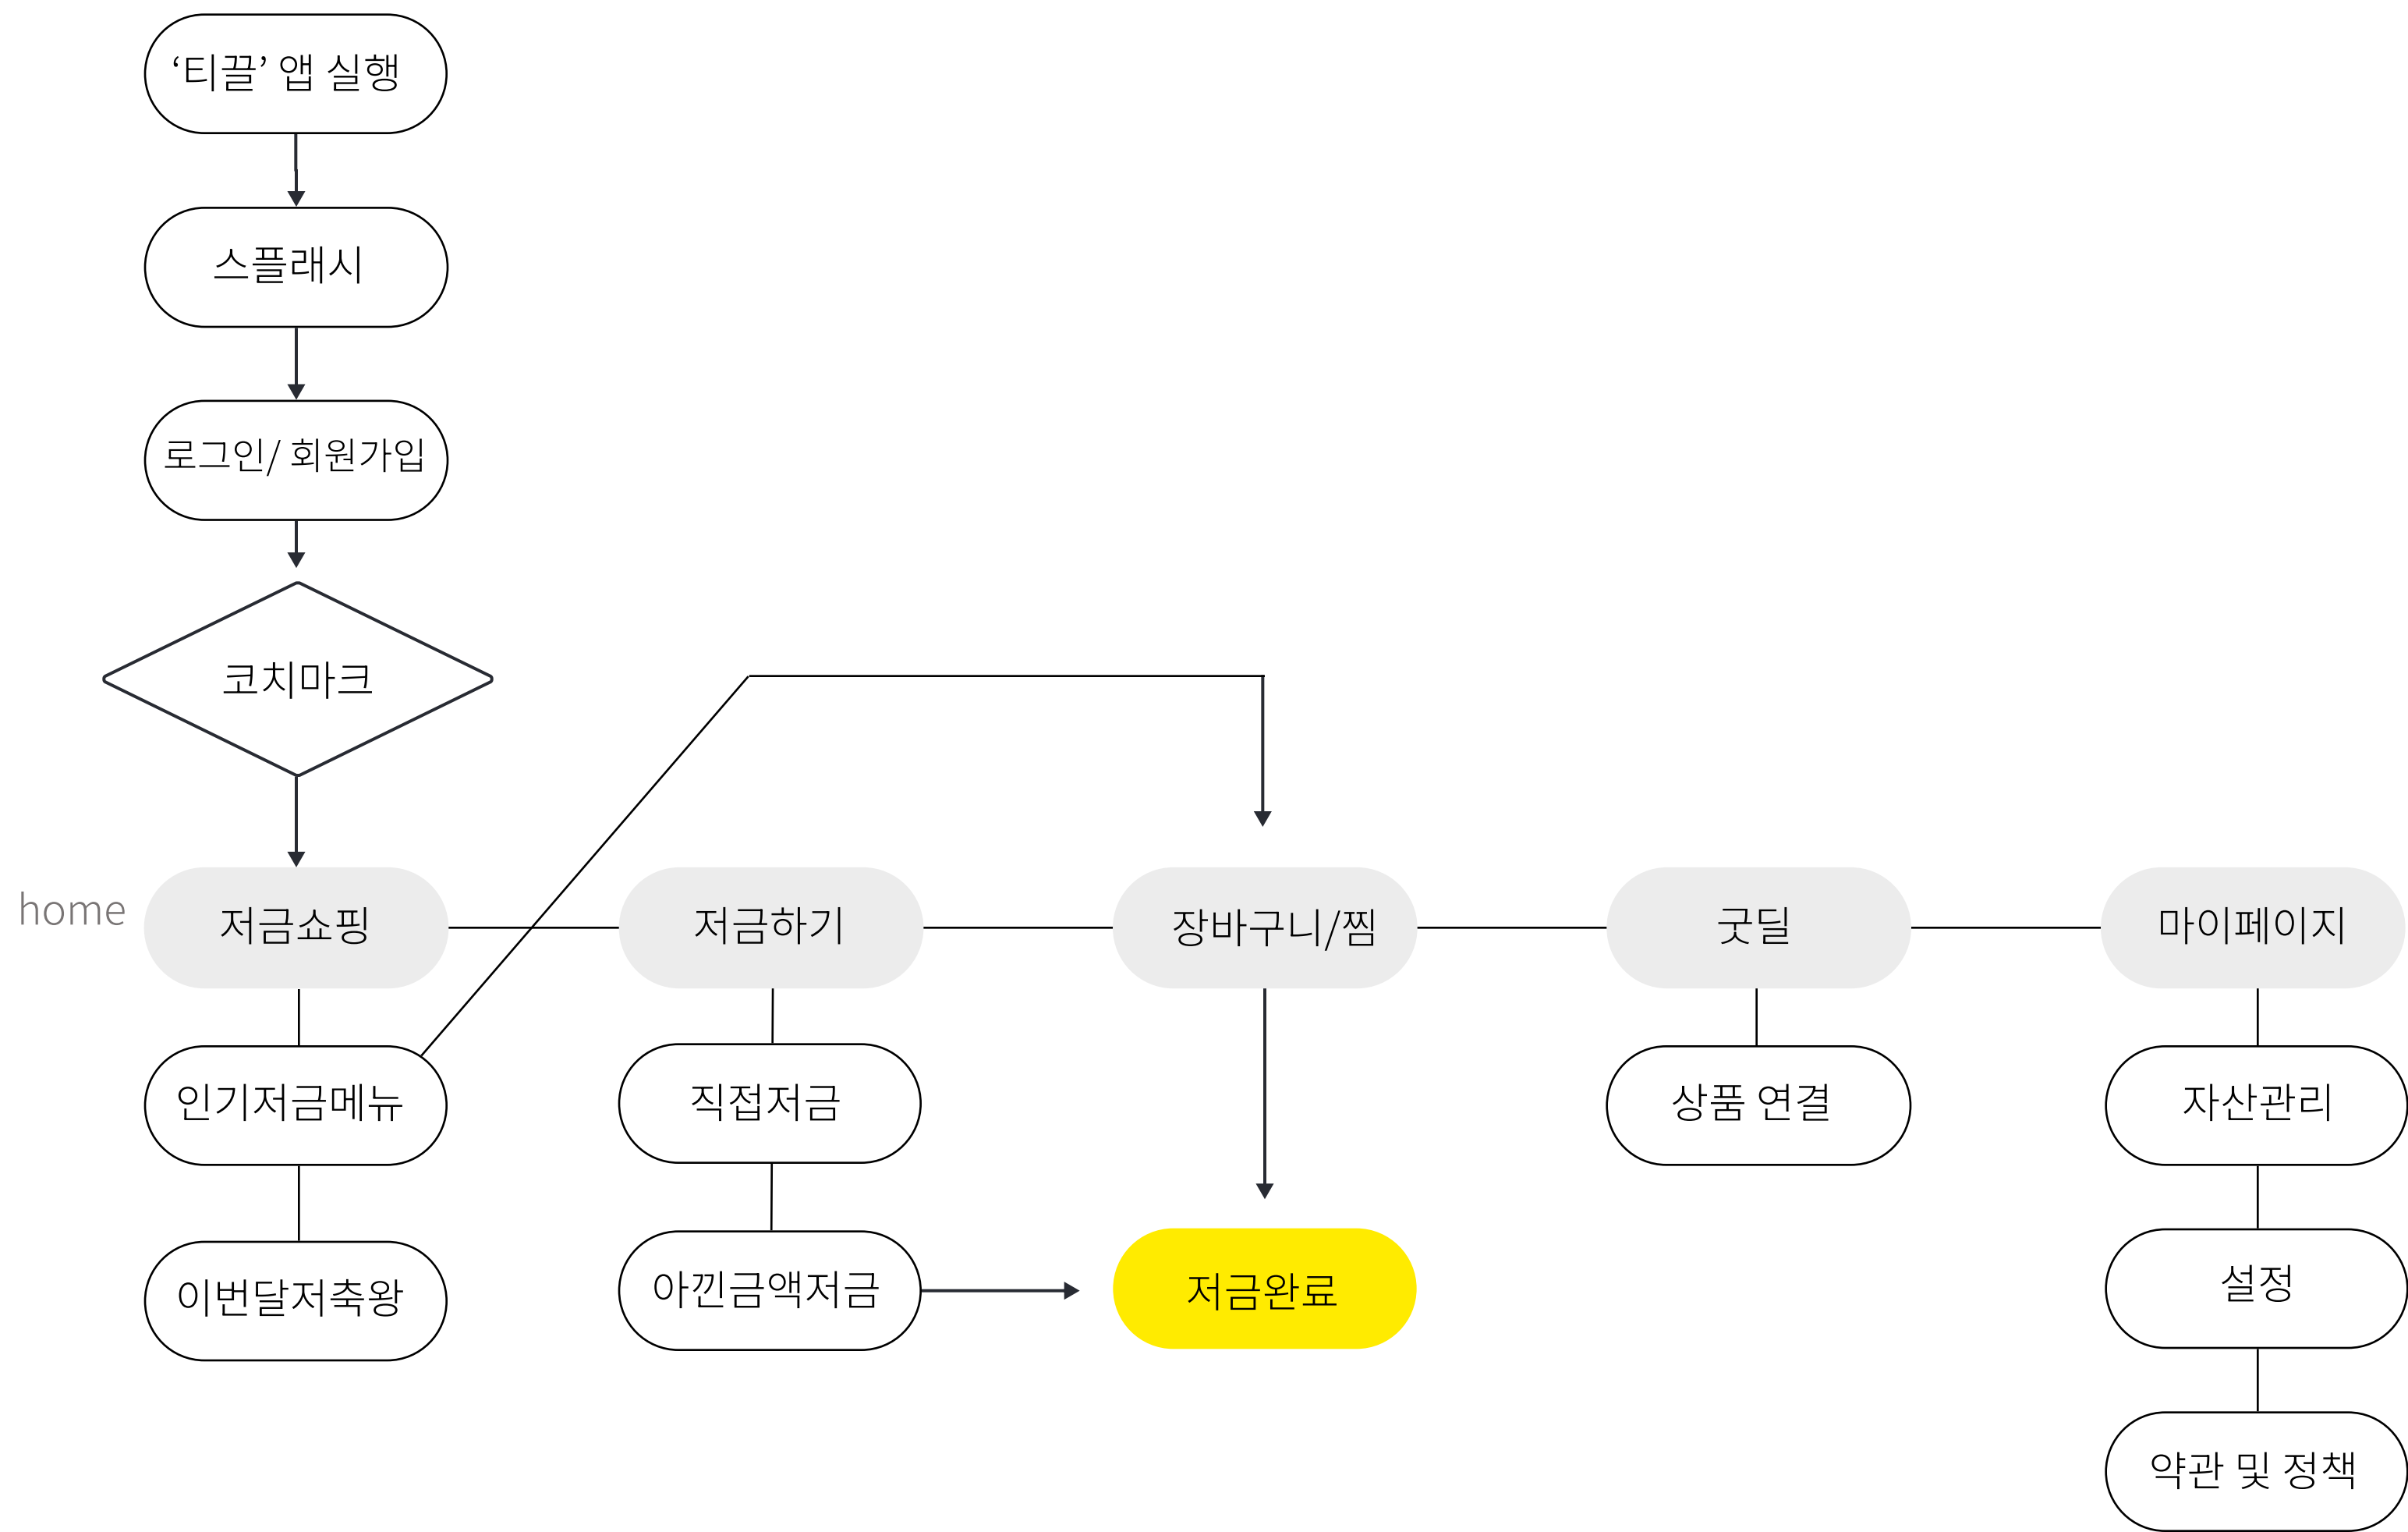 ‘티끌’ 앱 실행
스플래시
로그인/ 회원가입
코치마크
home
저금쇼핑
저금하기
장바구니/찜
굿딜
마이페이지
인기저금메뉴
직접저금
상품 연결
자산관리
이번달저축왕
아낀금액저금
저금완료
설정
약관 및 정책